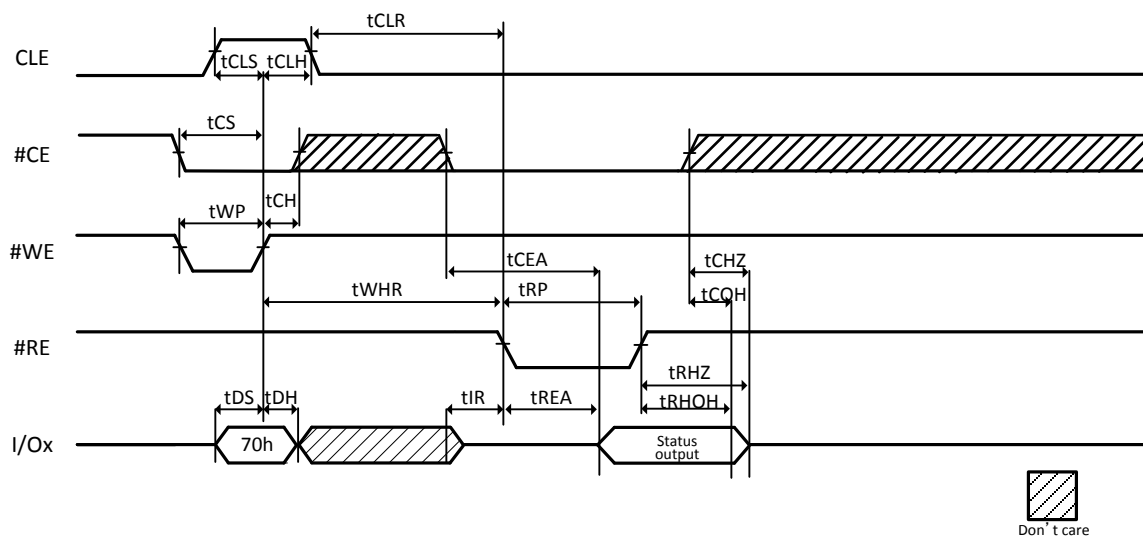 tCLR
CLE
tCLS tCLH
tCS
#CE
tCH
tWP
#WE
tCEA
tCHZ
tWHR
tRP
tCOH
#RE
tRHZ
tDS
tDH
tIR
tREA
tRHOH
I/Ox
70h
Status
output
Don't care